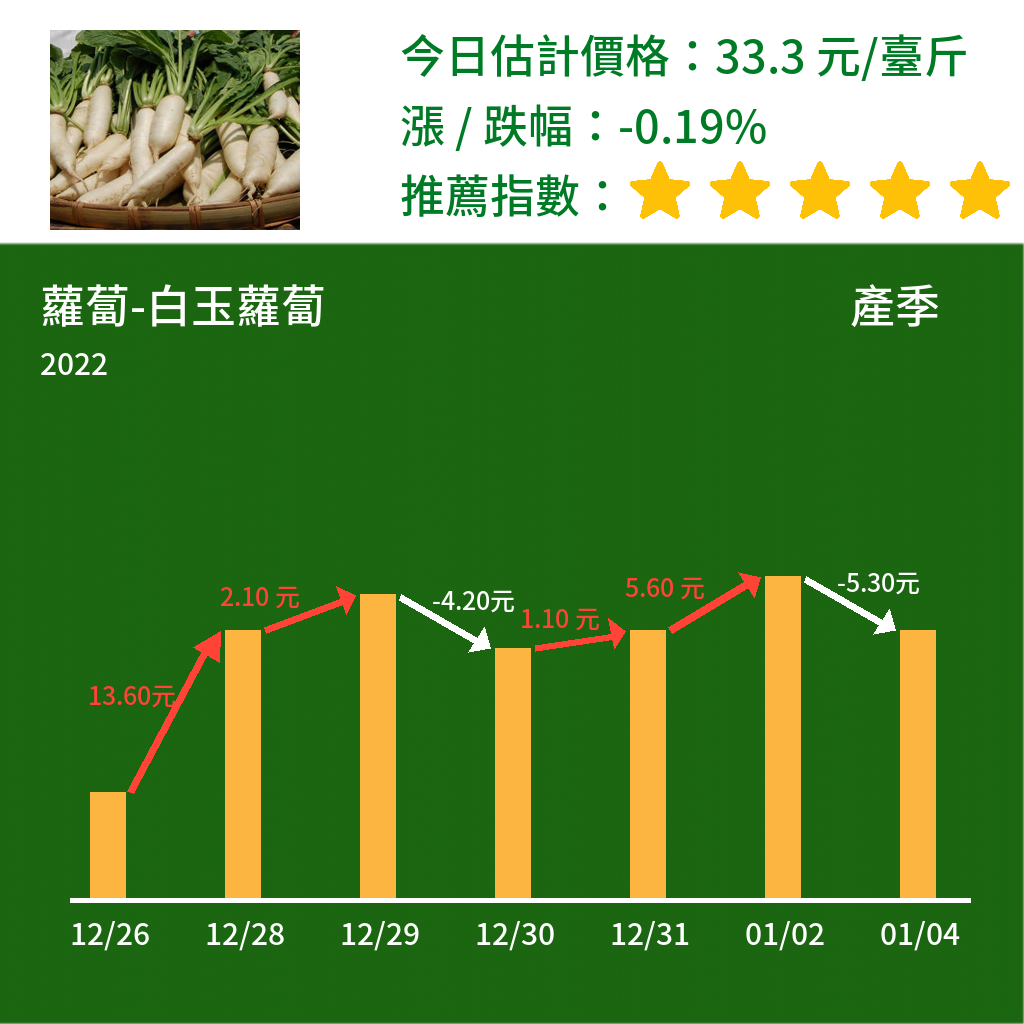 今日估計價格：33.3 元/臺斤
漲 / 跌幅：-0.19%
推薦指數：
蘿蔔-白玉蘿蔔
產季
2022
13.60元
2.10 元
-4.20元
1.10 元
5.60 元
-5.30元
12/26
12/28
12/29
12/30
12/31
01/02
01/04